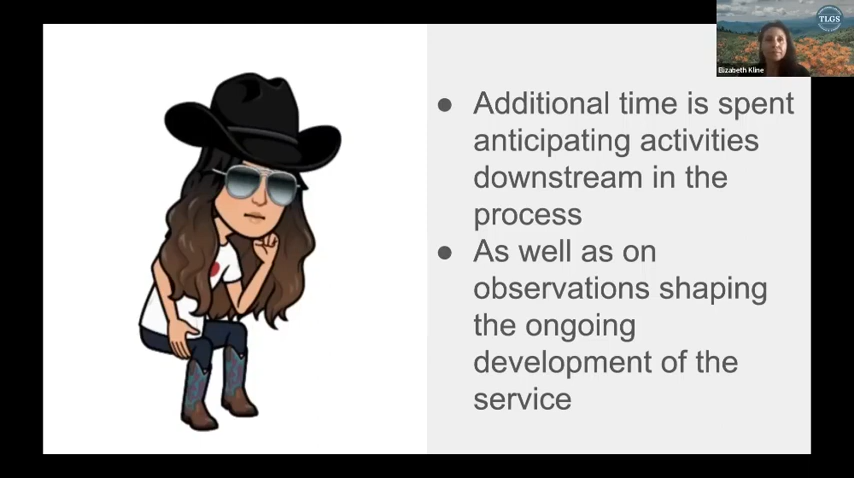 TLGS
Elizabeth Kline
● Additional time is spent
anticipating activities
downstream in the
process
● As well as on
observations shaping
the ongoing
development of the
service